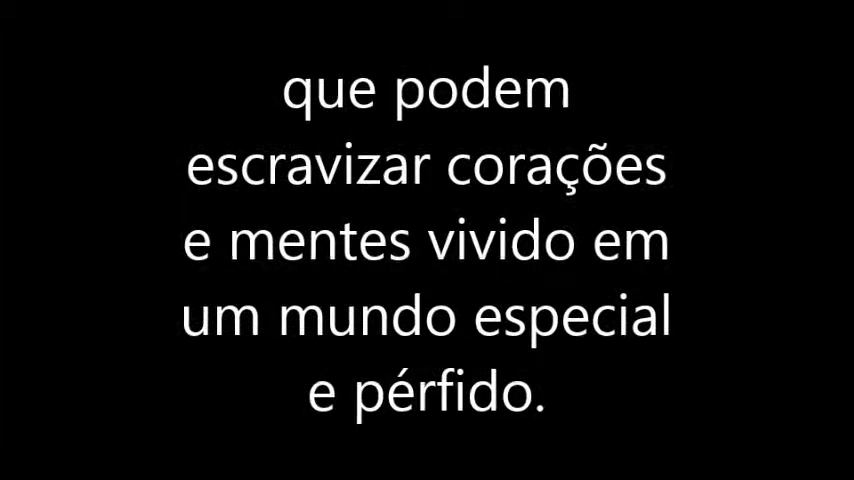 que podem
escravizar corações
e mentes vivido em
um mundo especial
e pérfido.